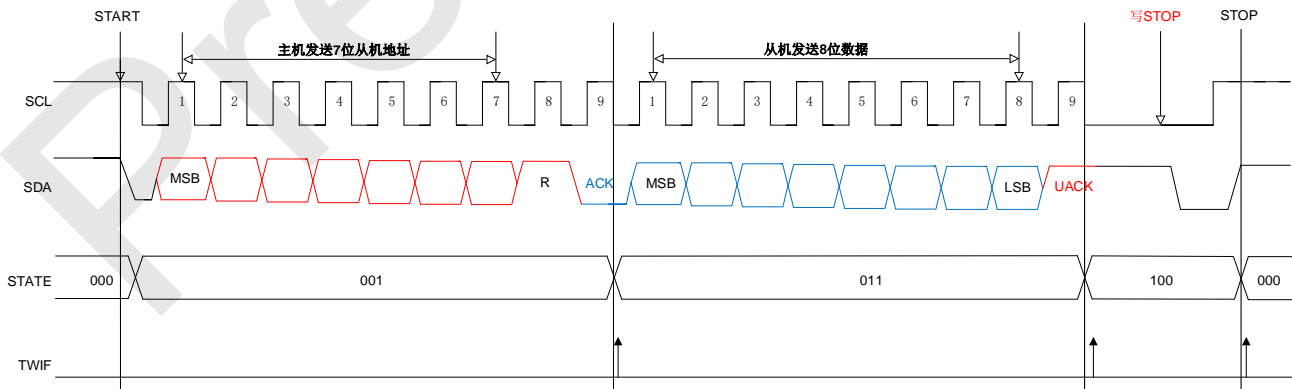 START
写STOP
STOP
主机发送7位从机地址
从机发送8位数据
SCL
1 2 3 4 5 6 7 8 9 1 2 3 4 5 6 7 8 9
SDA
MSB
R
ACK
MSB
LSB
UACK
STATE
000
001
011
100
000
TWIF